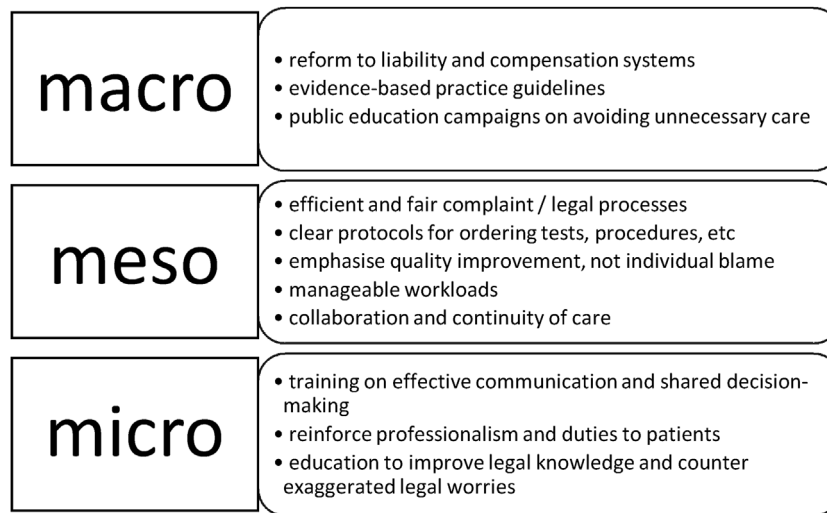 macro
• reform to liability and compensation systems
• evidence-based practice guidelines
• public education campaigns on avoiding unnecessary care
meso
• efficient and fair complaint / legal processes
• clear protocols for ordering tests, procedures, etc
• emphasise quality improvement, not individual blame
• manageable workloads
• collaboration and continuity of care
micro
• training on effective communication and shared decision-
making
• reinforce professionalism and duties to patients
• education to improve legal knowledge and counter
exaggerated legal worries